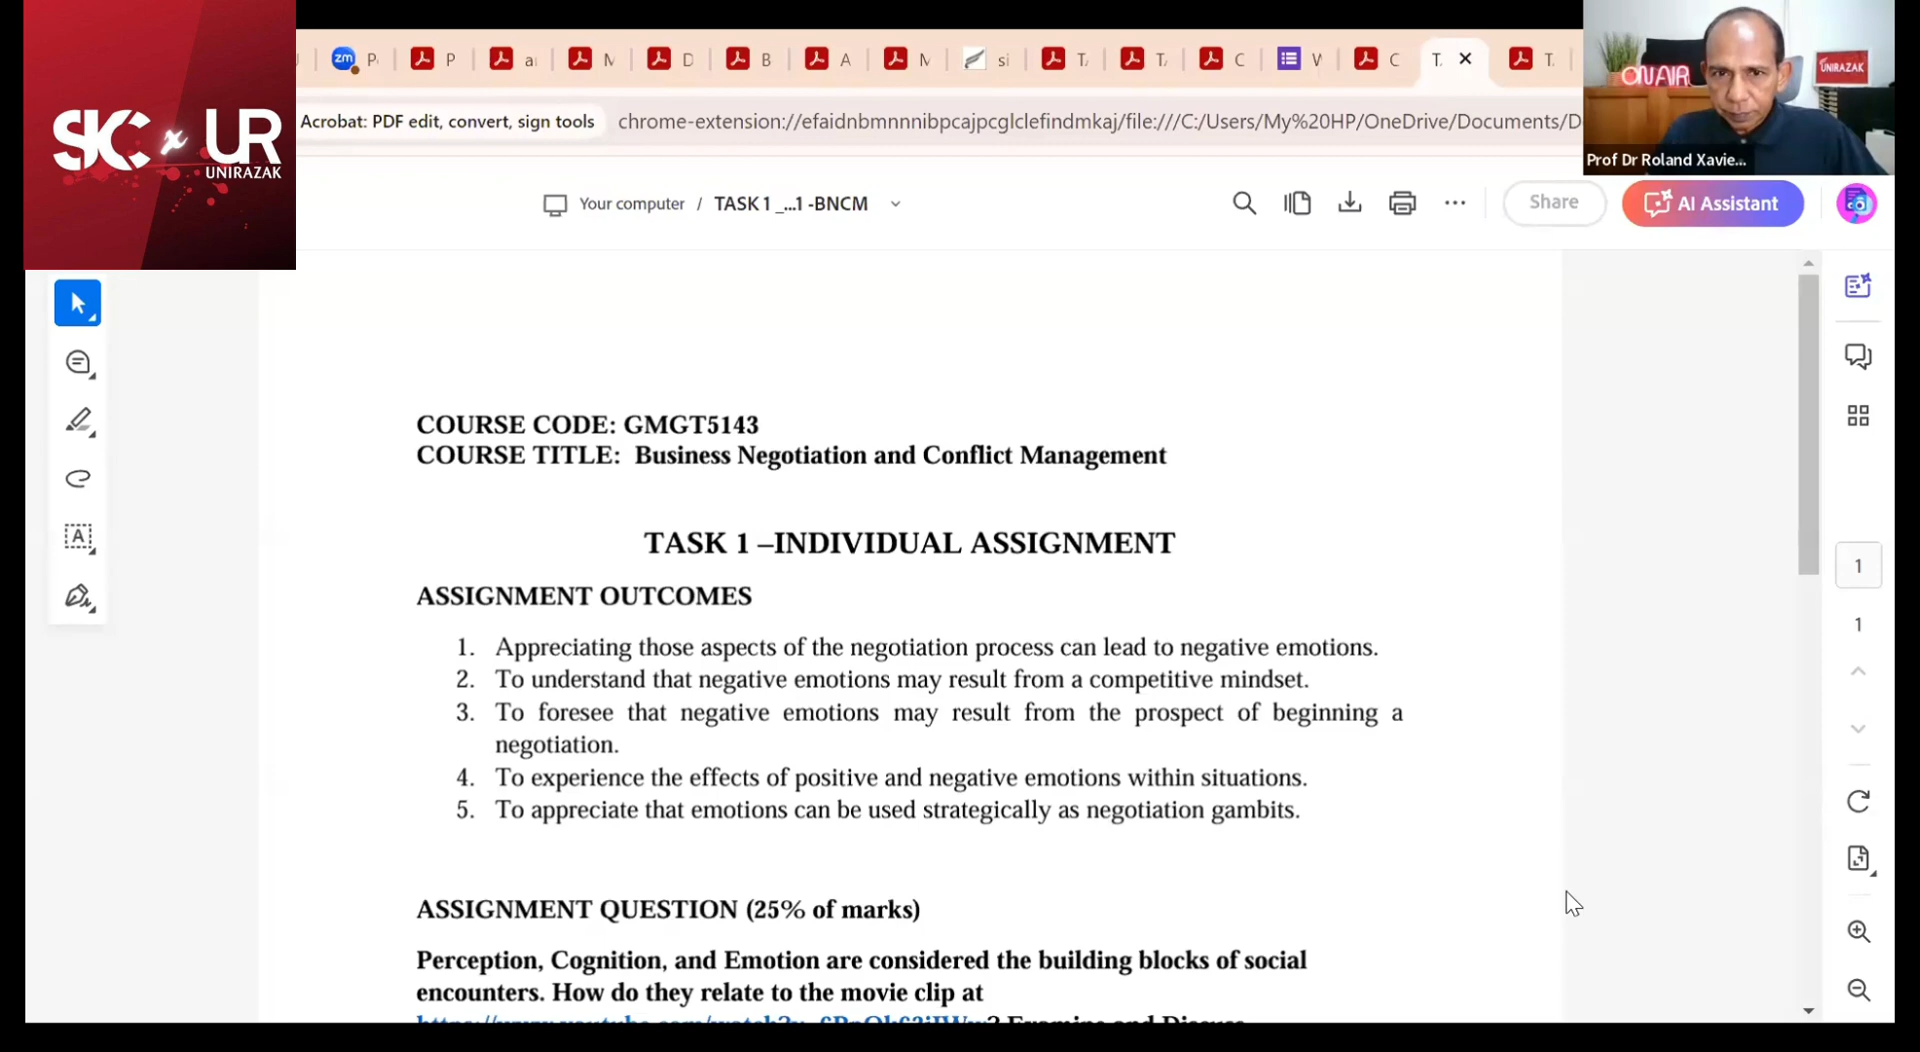 SIC x UR
UNIRAZAK
zm
Acrobat: PDF edit, convert, sign tools
chrome-extension://efaidnbmnnnibpcajpcglclefindmkaj/file:///C:/Users/My%20HP/OneDrive/Documents/D
ON AIR
UNIRAZAK
Prof Dr Roland Xavie...
Your computer / TASK 1 _...1 -BNCM
Share
AI Assistant
COURSE CODE: GMGT5143
COURSE TITLE: Business Negotiation and Conflict Management
TASK 1 –INDIVIDUAL ASSIGNMENT
ASSIGNMENT OUTCOMES
1. Appreciating those aspects of the negotiation process can lead to negative emotions.
2. To understand that negative emotions may result from a competitive mindset.
3. To foresee that negative emotions may result from the prospect of beginning a
negotiation.
4. To experience the effects of positive and negative emotions within situations.
5. To appreciate that emotions can be used strategically as negotiation gambits.
ASSIGNMENT QUESTION (25% of marks)
Perception, Cognition, and Emotion are considered the building blocks of social
encounters. How do they relate to the movie clip at
1
1